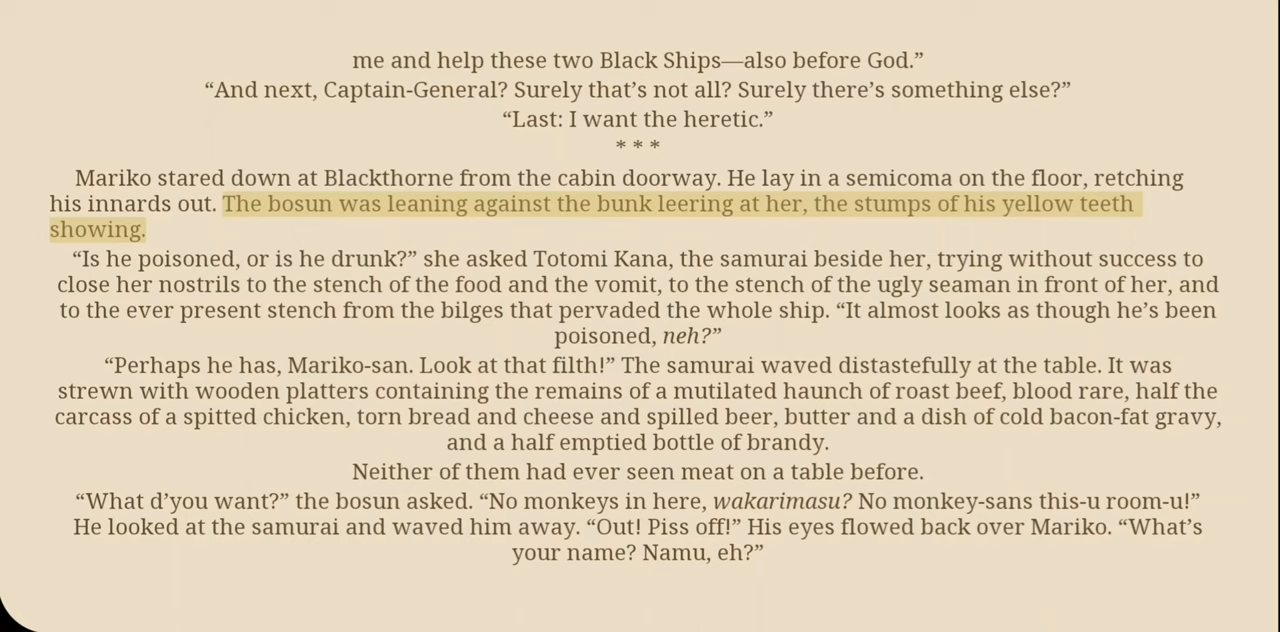 me and help these two Black Ships—also before God.”
“And next, Captain-General? Surely that’s not all? Surely there’s something else?”
“Last: I want the heretic.”
* * *
Mariko stared down at Blackthorne from the cabin doorway. He lay in a semicoma on the floor, retching
his innards out. The bosun was leaning against the bunk leering at her, the stumps of his yellow teeth
showing.
“Is he poisoned, or is he drunk?” she asked Totomi Kana, the samurai beside her, trying without success to
close her nostrils to the stench of the food and the vomit, to the stench of the ugly seaman in front of her, and
to the ever present stench from the bilges that pervaded the whole ship. “It almost looks as though he’s been
poisoned, neh?”
“Perhaps he has, Mariko-san. Look at that filth!” The samurai waved distastefully at the table. It was
strewn with wooden platters containing the remains of a mutilated haunch of roast beef, blood rare, half the
carcass of a spitted chicken, torn bread and cheese and spilled beer, butter and a dish of cold bacon-fat gravy,
and a half emptied bottle of brandy.
Neither of them had ever seen meat on a table before.
“What d’you want?” the bosun asked. “No monkeys in here, wakarimasu? No monkey-sans this-u room-u!”
He looked at the samurai and waved him away. “Out! Piss off!” His eyes flowed back over Mariko. “What’s
your name? Namu, eh?”